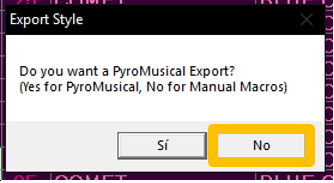 Export Style
Do you want a PyroMusical Export?
(Yes for PyroMusical, No for Manual Macros)
Sí
No